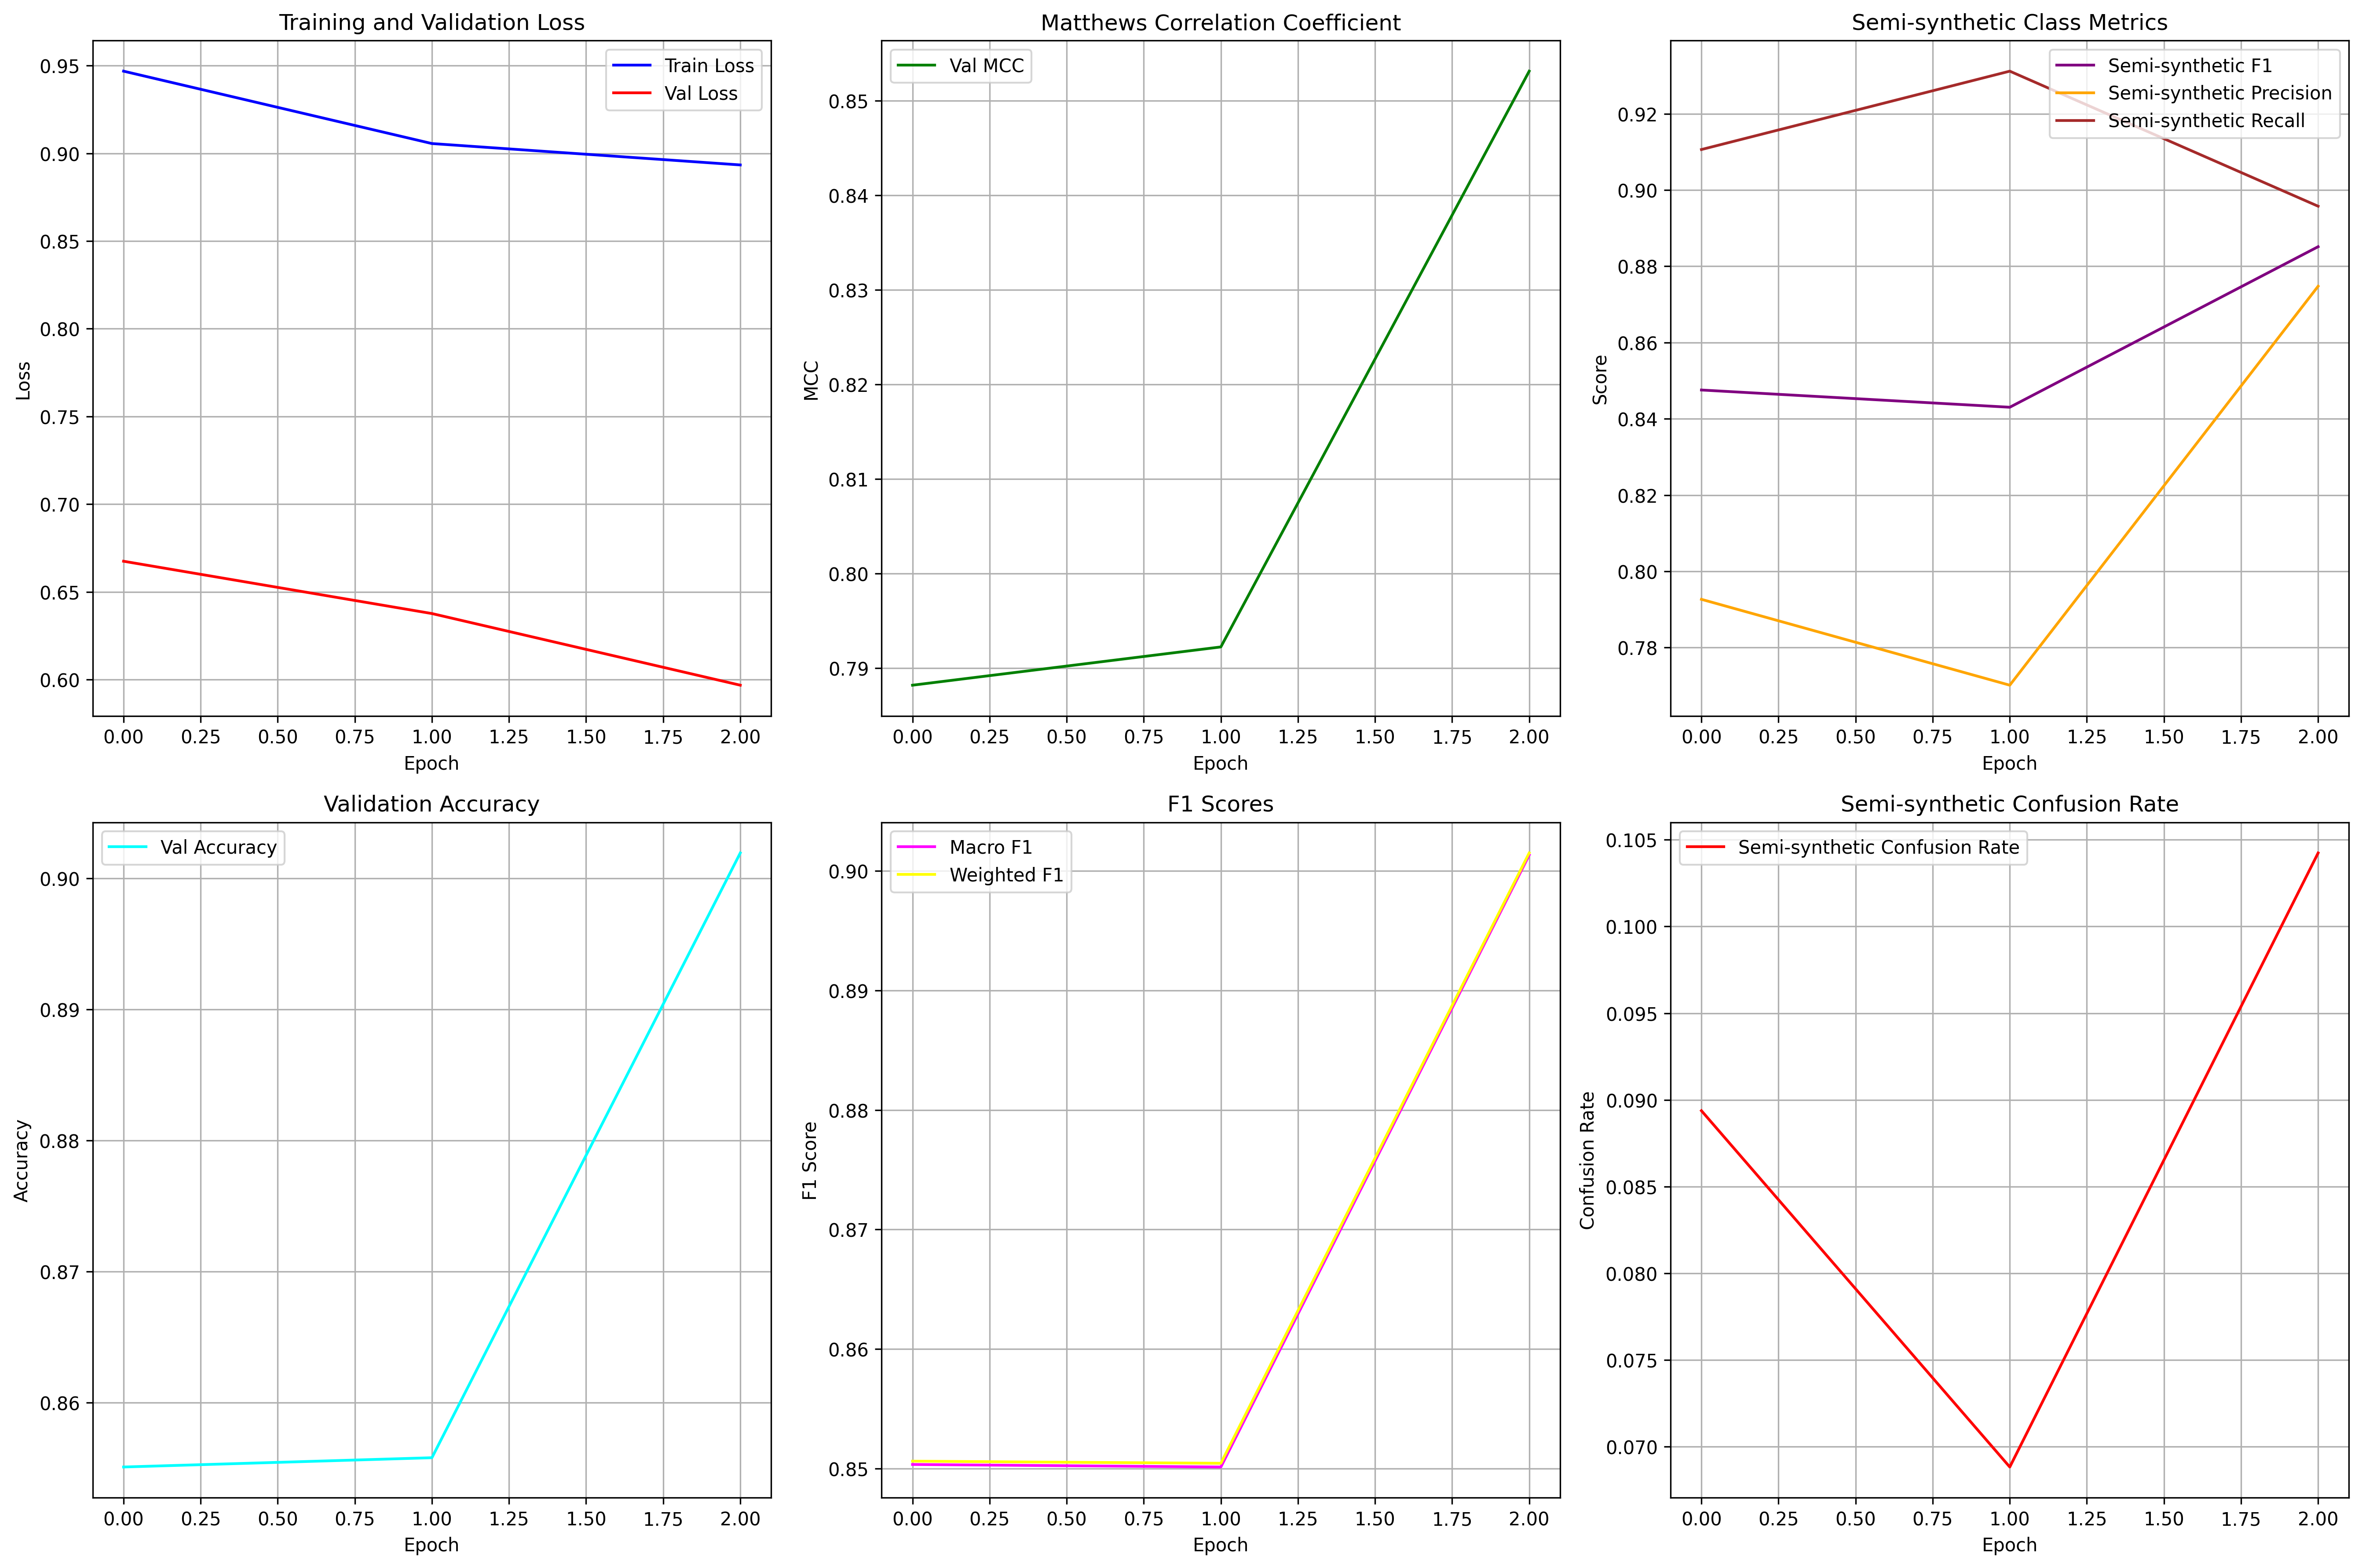 Training and Validation Loss
Train Loss
Val Loss
0.95
0.90
0.85
0.80
0.75
0.70
0.65
0.60
Loss
0.00 0.25 0.50 0.75 1.00 1.25 1.50 1.75 2.00
Epoch
Matthews Correlation Coefficient
Val MCC
0.85
0.84
0.83
0.82
0.81
0.80
0.79
MCC
0.00 0.25 0.50 0.75 1.00 1.25 1.50 1.75 2.00
Epoch
Semi-synthetic Class Metrics
Semi-synthetic F1
Semi-synthetic Precision
Semi-synthetic Recall
0.92
0.90
0.88
0.86
0.84
0.82
0.80
0.78
Score
0.00 0.25 0.50 0.75 1.00 1.25 1.50 1.75 2.00
Epoch
Validation Accuracy
Val Accuracy
0.90
0.89
0.88
0.87
0.86
Accuracy
0.00 0.25 0.50 0.75 1.00 1.25 1.50 1.75 2.00
Epoch
F1 Scores
Macro F1
Weighted F1
0.90
0.89
0.88
0.87
0.86
0.85
F1 Score
0.00 0.25 0.50 0.75 1.00 1.25 1.50 1.75 2.00
Epoch
Semi-synthetic Confusion Rate
Semi-synthetic Confusion Rate
0.105
0.100
0.095
0.090
0.085
0.080
0.075
0.070
Confusion Rate
0.00 0.25 0.50 0.75 1.00 1.25 1.50 1.75 2.00
Epoch